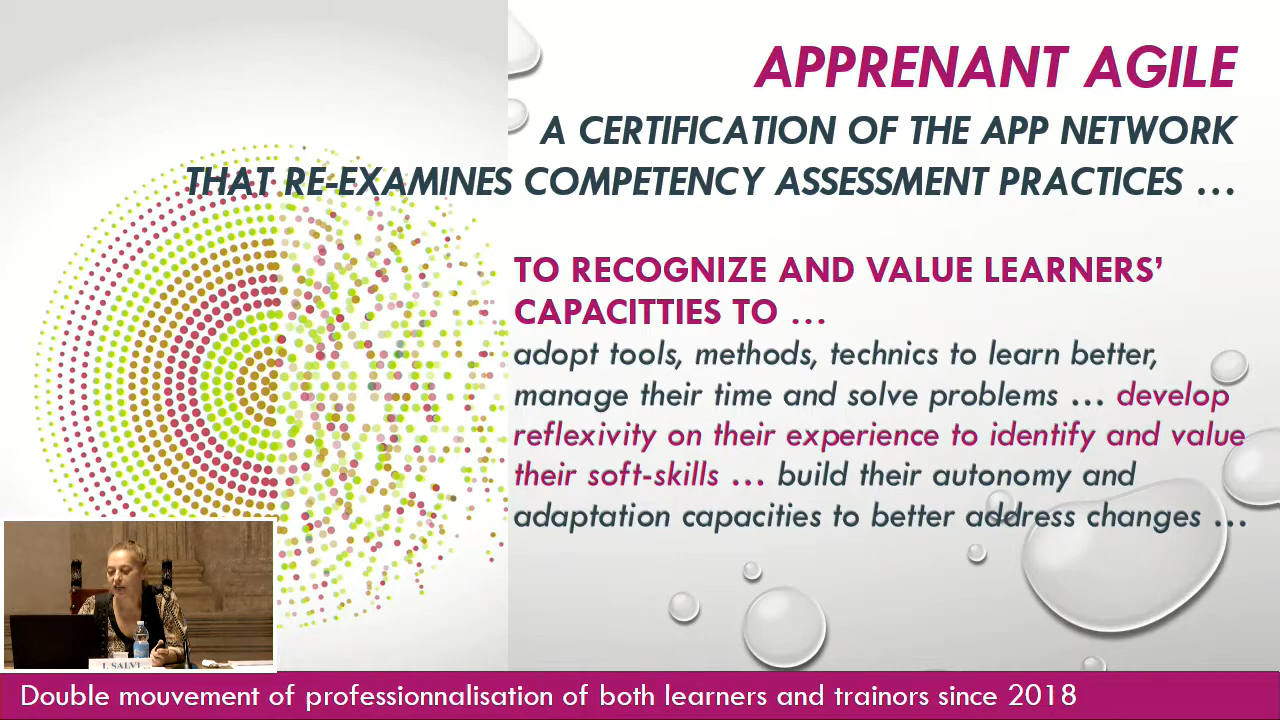 APPRENANT AGILE
A CERTIFICATION OF THE APP NETWORK
THAT RE-EXAMINES COMPETENCY ASSESSMENT PRACTICES …
TO RECOGNIZE AND VALUE LEARNERS'
CAPACITTIES TO …
adopt tools, methods, technics to learn better,
manage their time and solve problems … develop
reflexivity on their experience to identify and value
their soft-skills … build their autonomy and
adaptation capacities to better address changes …
I. SALVI
Double mouvement of professionnalisation of both learners and trainors since 2018